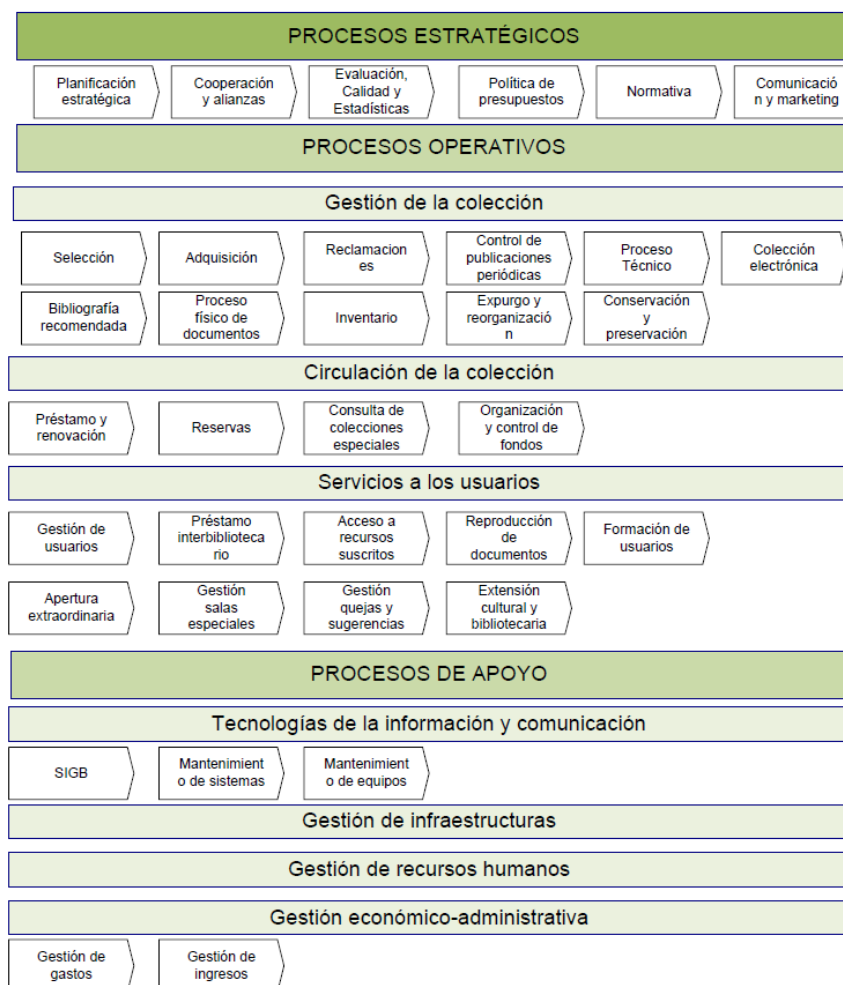 PROCESOS ESTRATÉGICOS
Planificación
estratégica
Cooperación
y alianzas
Evaluación,
Calidad y
Estadísticas
Política de
presupuestos
Normativa
Comunicació
n y marketing
PROCESOS OPERATIVOS
Gestión de la colección
Selección
Adquisición
Reclamacion
es
Control de
publicaciones
periódicas
Proceso
Técnico
Colección
electrónica
Bibliografía
recomendada
Proceso
físico de
documentos
Inventario
Expurgo y
reorganizació
n
Conservación
y
preservación
Circulación de la colección
Préstamo y
renovación
Reservas
Consulta de
colecciones
especiales
Organización
y control de
fondos
Servicios a los usuarios
Gestión de
usuarios
Préstamo
interbiblioteca
rio
Acceso a
recursos
suscritos
Reproducción
de
documentos
Formación de
usuarios
Apertura
extraordinaria
Gestión
salas
especiales
Gestión
quejas y
sugerencias
Extensión
cultural y
bibliotecaria
PROCESOS DE APOYO
Tecnologías de la información y comunicación
SIGB
Mantenimient
o de sistemas
Mantenimient
o de equipos
Gestión de infraestructuras
Gestión de recursos humanos
Gestión económico-administrativa
Gestión de
gastos
Gestión de
ingresos